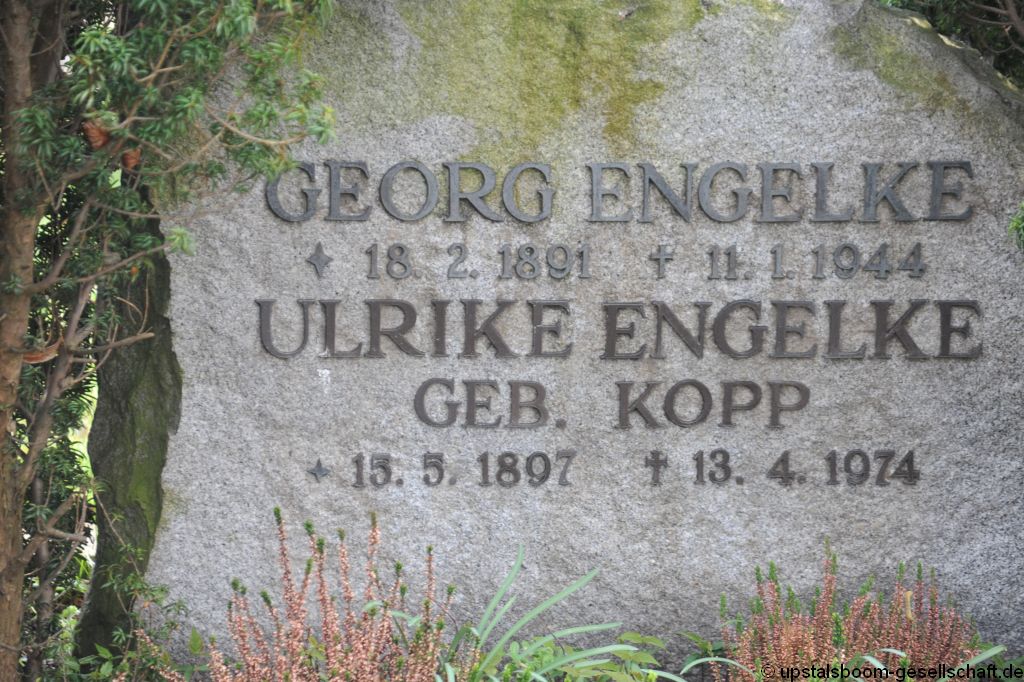 GEORG ENGELKE
✦ 18. 2. 1891 † 11. 1. 1944
ULRIKE ENGELKE
GEB. KOPP
✦ 15. 5. 1897 † 13. 4. 1974
© upstalsboom-gesellschaft.de